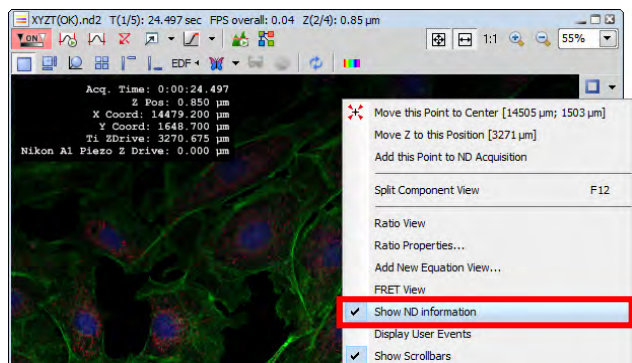 XYZT(OK).nd2 T(1/5): 24.497 sec FPS overall: 0.04 Z(2/4): 0.85 µm
ON
1:1 55%
EDF
Acq. Time: 0:00:24.497
Z Pos: 0.850 µm
X Coord: 14479.200 µm
Y Coord: 1648.700 µm
Ti ZDrive: 3270.675 µm
Nikon A1 Piezo Z Drive: 0.000 µm
Move this Point to Center [14505 µm; 1503 µm]
Move Z to this Position [3271 µm]
Add this Point to ND Acquisition
Split Component View F12
Ratio View
Ratio Properties...
Add New Equation View...
FRET View
Show ND information
Display User Events
Show Scrollbars